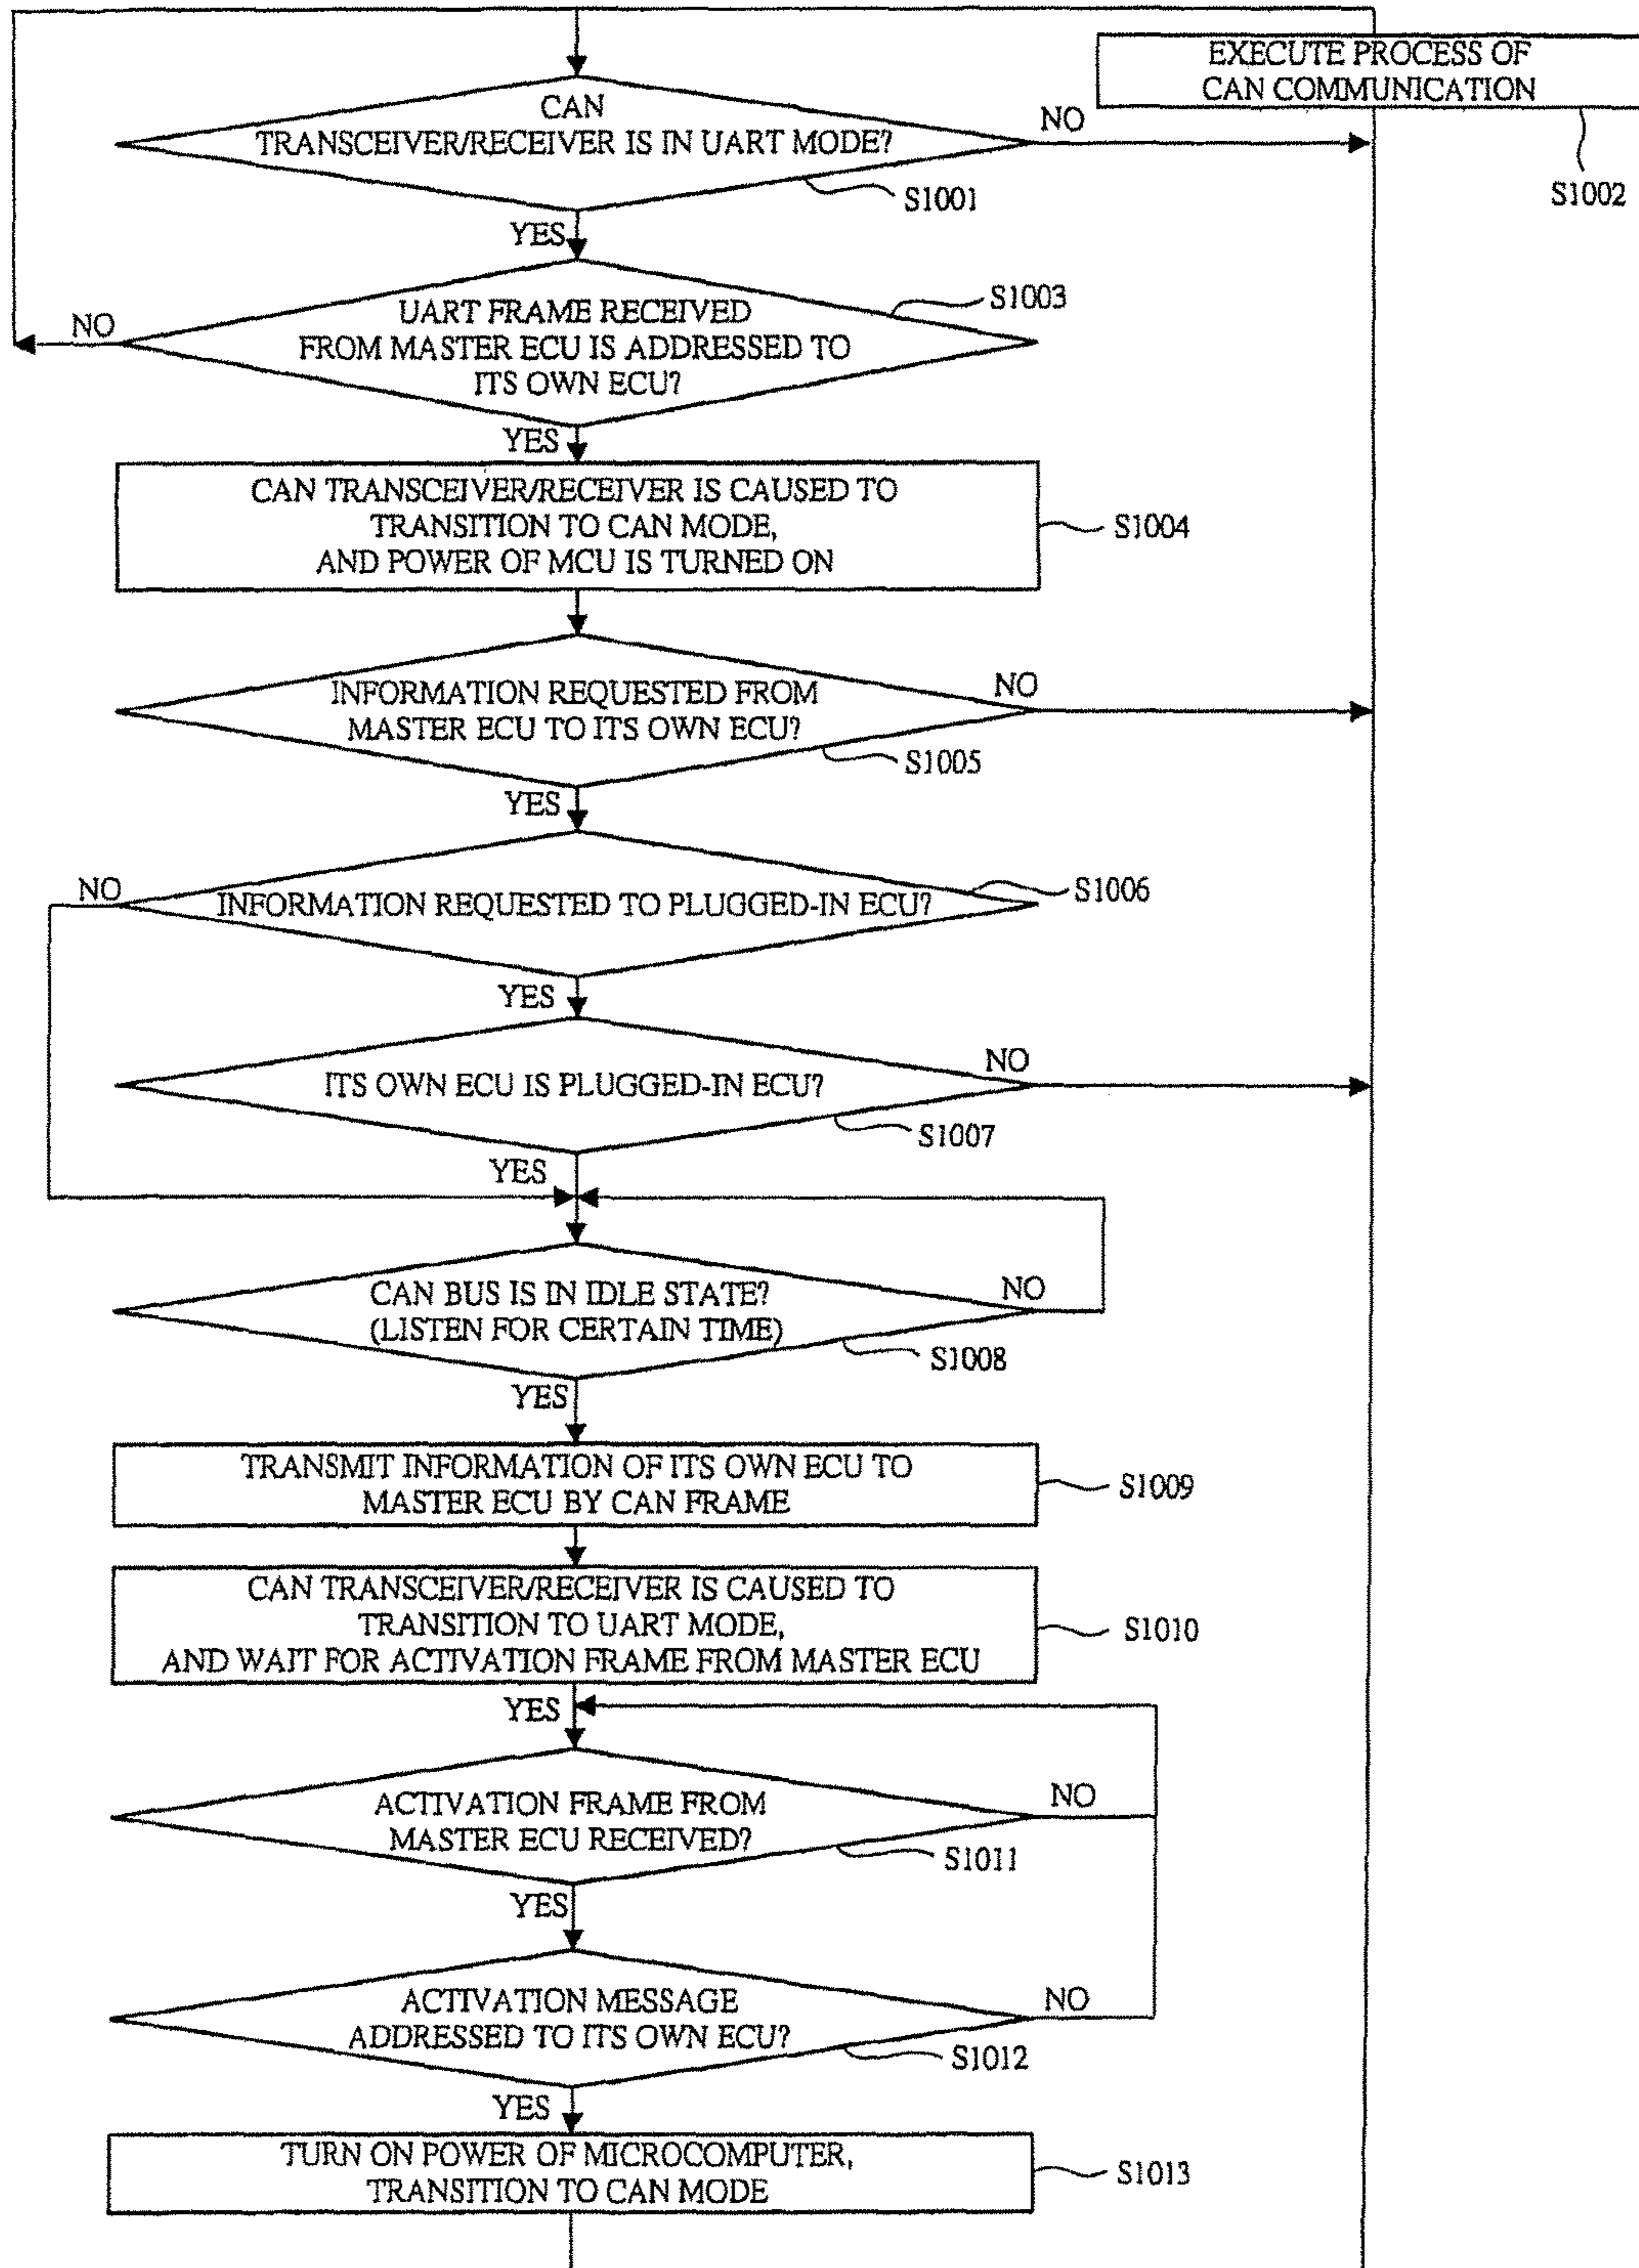 EXECUTE PROCESS OF
CAN COMMUNICATION
S1002
CAN
TRANSCEIVER/RECEIVER IS IN UART MODE?
NO
S1001
YES
UART FRAME RECEIVED
FROM MASTER ECU IS ADDRESSED TO
ITS OWN ECU?
S1003
NO
YES
CAN TRANSCEIVER/RECEIVER IS CAUSED TO
TRANSITION TO CAN MODE,
AND POWER OF MCU IS TURNED ON
S1004
INFORMATION REQUESTED FROM
MASTER ECU TO ITS OWN ECU?
NO
S1005
YES
INFORMATION REQUESTED TO PLUGGED-IN ECU?
NO
S1006
YES
ITS OWN ECU IS PLUGGED-IN ECU?
NO
S1007
YES
CAN BUS IS IN IDLE STATE?
(LISTEN FOR CERTAIN TIME)
NO
S1008
YES
TRANSMIT INFORMATION OF ITS OWN ECU TO
MASTER ECU BY CAN FRAME
S1009
CAN TRANSCEIVER/RECEIVER IS CAUSED TO
TRANSITION TO UART MODE,
AND WAIT FOR ACTIVATION FRAME FROM MASTER ECU
S1010
YES
ACTIVATION FRAME FROM
MASTER ECU RECEIVED?
NO
S1011
YES
ACTIVATION MESSAGE
ADDRESSED TO ITS OWN ECU?
NO
S1012
YES
TURN ON POWER OF MICROCOMPUTER,
TRANSITION TO CAN MODE
S1013